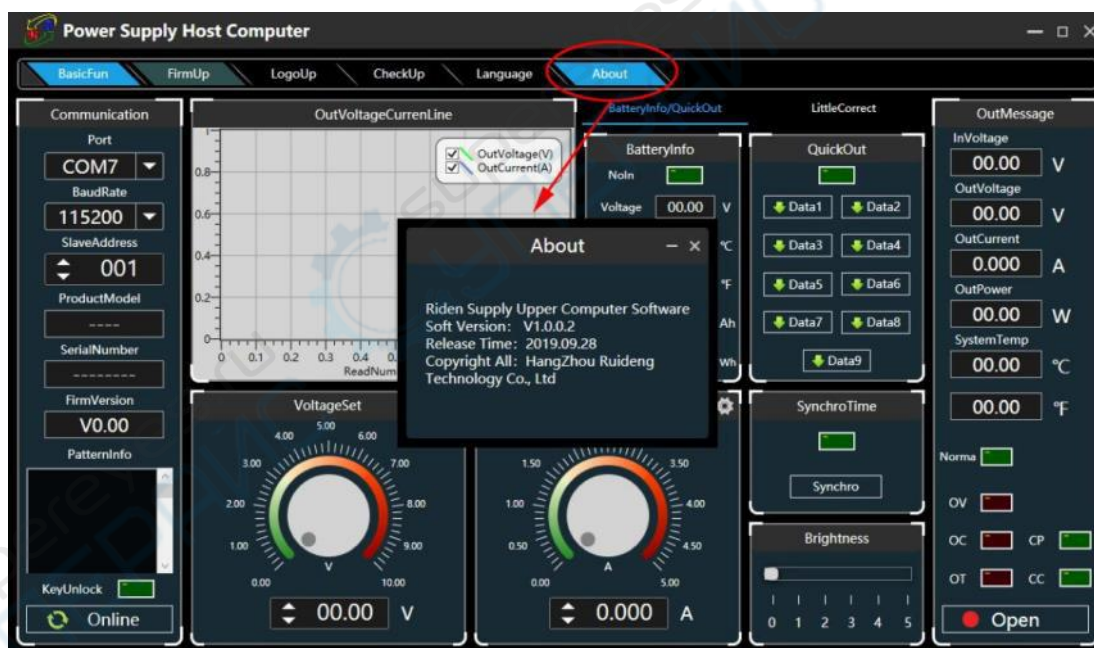 Power Supply Host Computer
BasicFun FirmUp LogoUp CheckUp Language About
Communication
Port
COM7
BaudRate
115200
SlaveAddress
001
ProductModel
----
SerialNumber
--------
FirmVersion
V0.00
PatternInfo
KeyUnlock
Online
OutVoltageCurrenLine
1
0.8
0.6
0.4
0.2
0
0 0.1 0.2 0.3 0.4
ReadNum
OutVoltage(V)
OutCurrent(A)
BatteryInfo/QuickOut LittleCorrect
BatteryInfo
NoIn
Voltage 00.00 V
℃
℉
Ah
Wh
QuickOut
Data1 Data2
Data3 Data4
Data5 Data6
Data7 Data8
Data9
About
Riden Supply Upper Computer Software
Soft Version: V1.0.0.2
Release Time: 2019.09.28
Copyright All: HangZhou Ruideng
Technology Co., Ltd
VoltageSet
0.00 1.00 2.00 3.00 4.00 5.00 6.00 7.00 8.00 9.00 10.00
V
00.00 V
0.00 0.50 1.00 1.50 3.50 4.00 4.50 5.00
A
0.000 A
SynchroTime
Synchro
Brightness
0 1 2 3 4 5
OutMessage
InVoltage
00.00 V
OutVoltage
00.00 V
OutCurrent
0.000 A
OutPower
00.00 W
SystemTemp
00.00 ℃
00.00 ℉
Norma
OV
OC CP
OT CC
Open